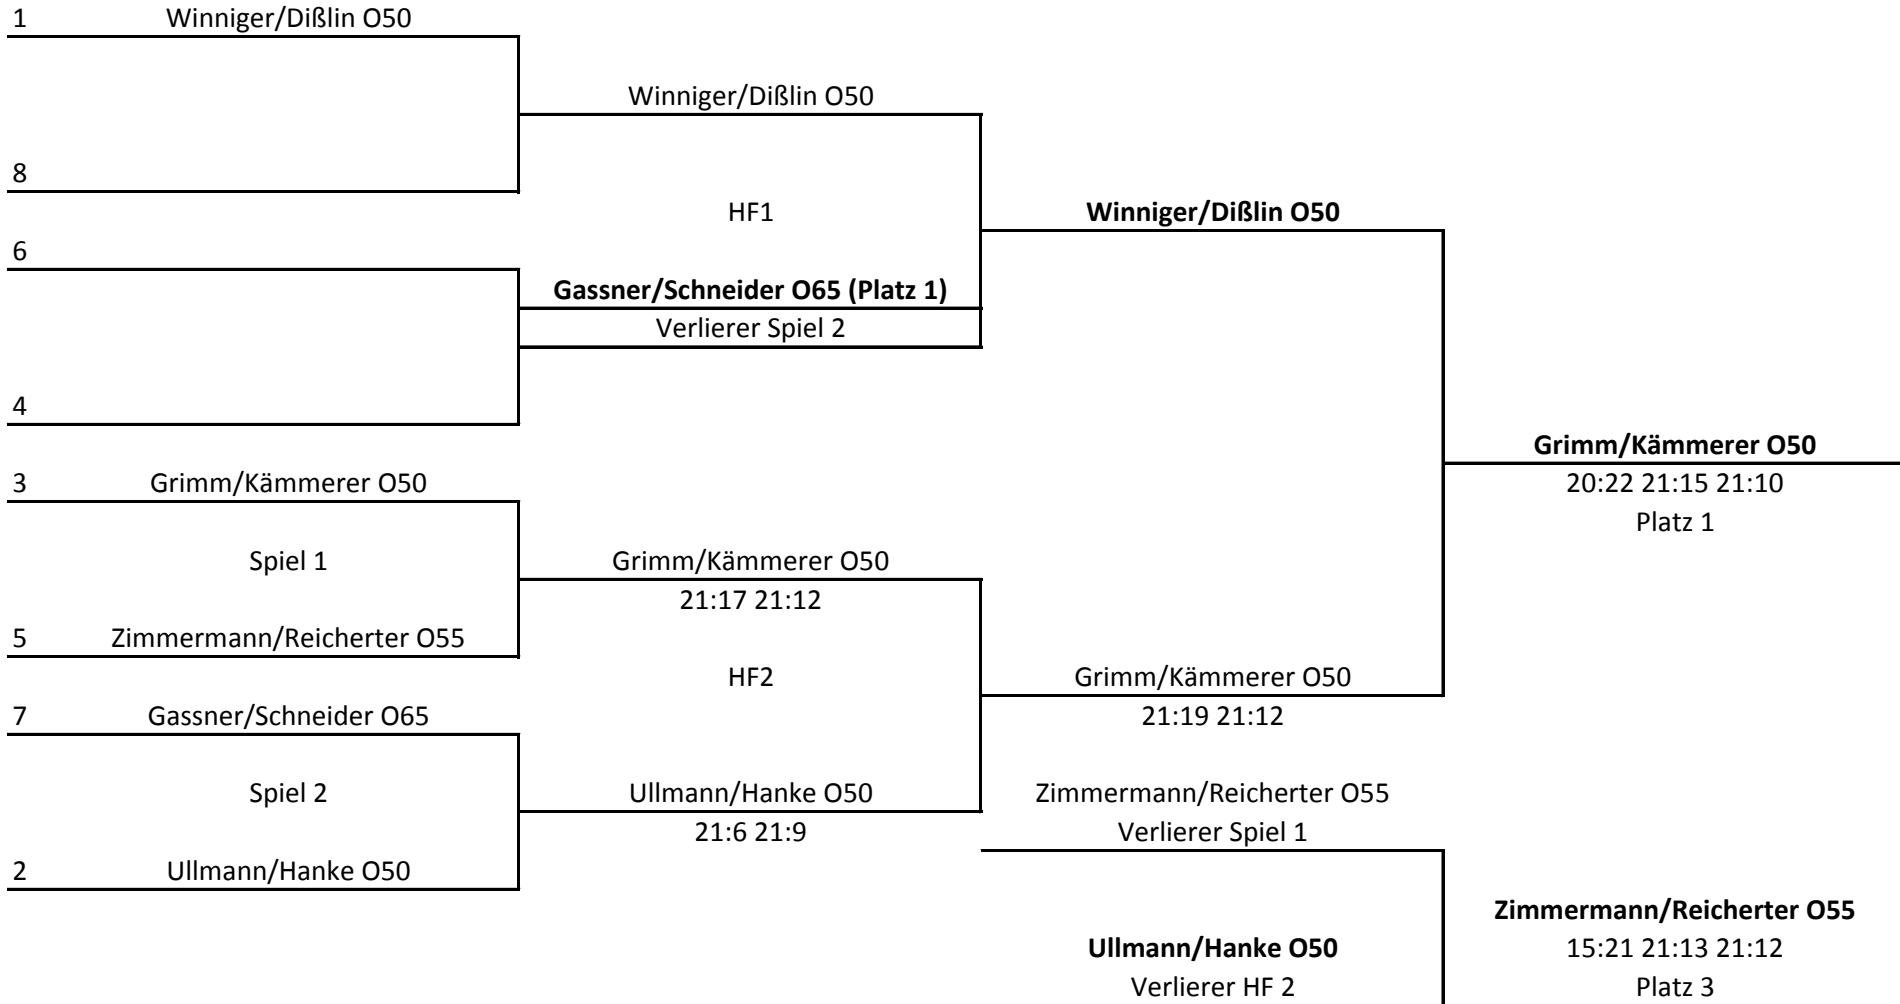 1 Winniger/Dißlin O50
Winniger/Dißlin O50
8
HF1 Winniger/Dißlin O50
6
Gassner/Schneider O65 (Platz 1)
Verlierer Spiel 2
4
Grimm/Kämmerer O50
3 Grimm/Kämmerer O50 20:22 21:15 21:10
Platz 1
Spiel 1 Grimm/Kämmerer O50
21:17 21:12
5 Zimmermann/Reicherter O55
HF2 Grimm/Kämmerer O50
7 Gassner/Schneider O65 21:19 21:12
Spiel 2 Ullmann/Hanke O50 Zimmermann/Reicherter O55
21:6 21:9 Verlierer Spiel 1
2 Ullmann/Hanke O50
Zimmermann/Reicherter O55
Ullmann/Hanke O50 15:21 21:13 21:12
Verlierer HF 2 Platz 3